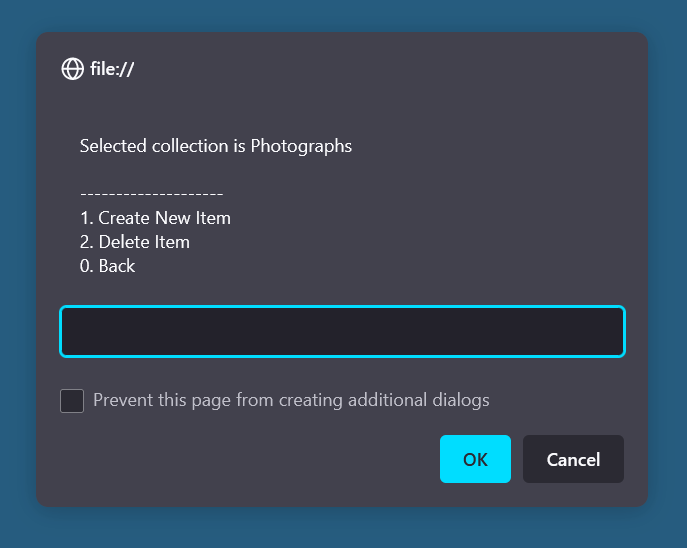 file://
Selected collection is Photographs
--------------------
1. Create New Item
2. Delete Item
0. Back
Prevent this page from creating additional dialogs
OK
Cancel